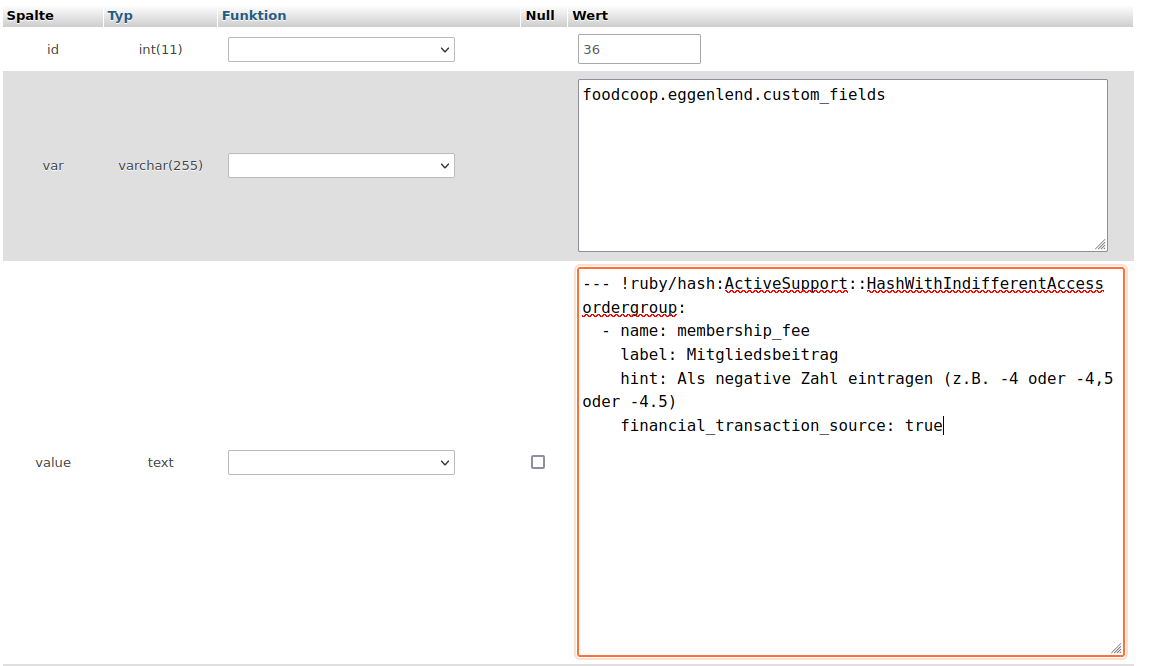 Spalte Typ Funktion Null Wert
id int(11) 36
var varchar(255) foodcoop.eggenlend.custom_fields
value text
--- !ruby/hash:ActiveSupport::HashWithIndifferentAccess
ordergroup:
  - name: membership_fee
    label: Mitgliedsbeitrag
    hint: Als negative Zahl eintragen (z.B. -4 oder -4,5
oder -4.5)
    financial_transaction_source: true